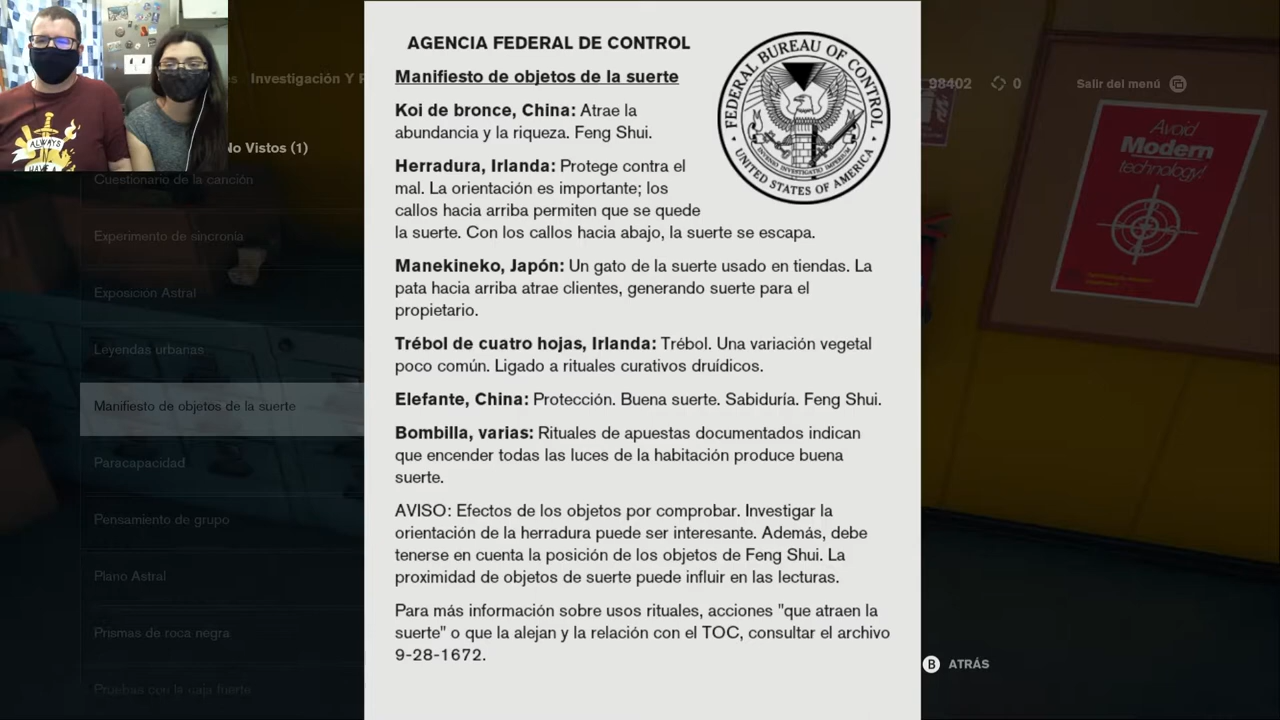 AGENCIA FEDERAL DE CONTROL
Manifiesto de objetos de la suerte
Koi de bronce, China: Atrae la
abundancia y la riqueza. Feng Shui.
Herradura, Irlanda: Protege contra el
mal. La orientación es importante; los
callos hacia arriba permiten que se quede
la suerte. Con los callos hacia abajo, la suerte se escapa.
Manekineko, Japón: Un gato de la suerte usado en tiendas. La
pata hacia arriba atrae clientes, generando suerte para el
propietario.
Trébol de cuatro hojas, Irlanda: Trébol. Una variación vegetal
poco común. Ligado a rituales curativos druídicos.
Elefante, China: Protección. Buena suerte. Sabiduría. Feng Shui.
Bombilla, varias: Rituales de apuestas documentados indican
que encender todas las luces de la habitación produce buena
suerte.
AVISO: Efectos de los objetos por comprobar. Investigar la
orientación de la herradura puede ser interesante. Además, debe
tenerse en cuenta la posición de los objetos de Feng Shui. La
proximidad de objetos de suerte puede influir en las lecturas.
Para más información sobre usos rituales, acciones "que atraen la
suerte" o que la alejan y la relación con el TOC, consultar el archivo
9-28-1672.
FEDERAL BUREAU OF CONTROL
UNITED STATES OF AMERICA
Investigación Y
No Vistos (1)
Cuestionario de la canción
Experimento de sincronia
Exposición Astral
Leyendas urbanas
Manifiesto de objetos de la suerte
Paracapacidad
Pensamiento de grupo
Plano Astral
Prismas de roca negra
Pruebas con la caja fuerte
98402
0
Salir del menú
Avoid
Modern
technology!
B ATRÁS
ALWAYS